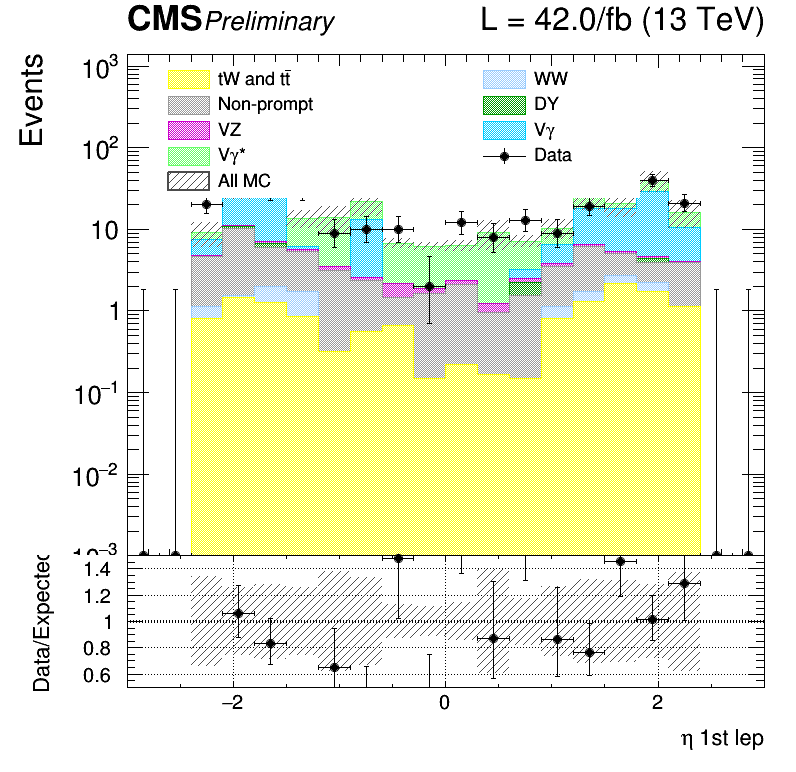 CMS Preliminary L = 42.0/fb (13 TeV)
Events
10³
10²
10
1
10⁻¹
10⁻²
10⁻³
tW and tt̄
Non-prompt
VZ
Vγ*
All MC
WW
DY
Vγ
Data
Data/Expected
1.4
1.2
1
0.8
0.6
−2 0 2
η 1st lep